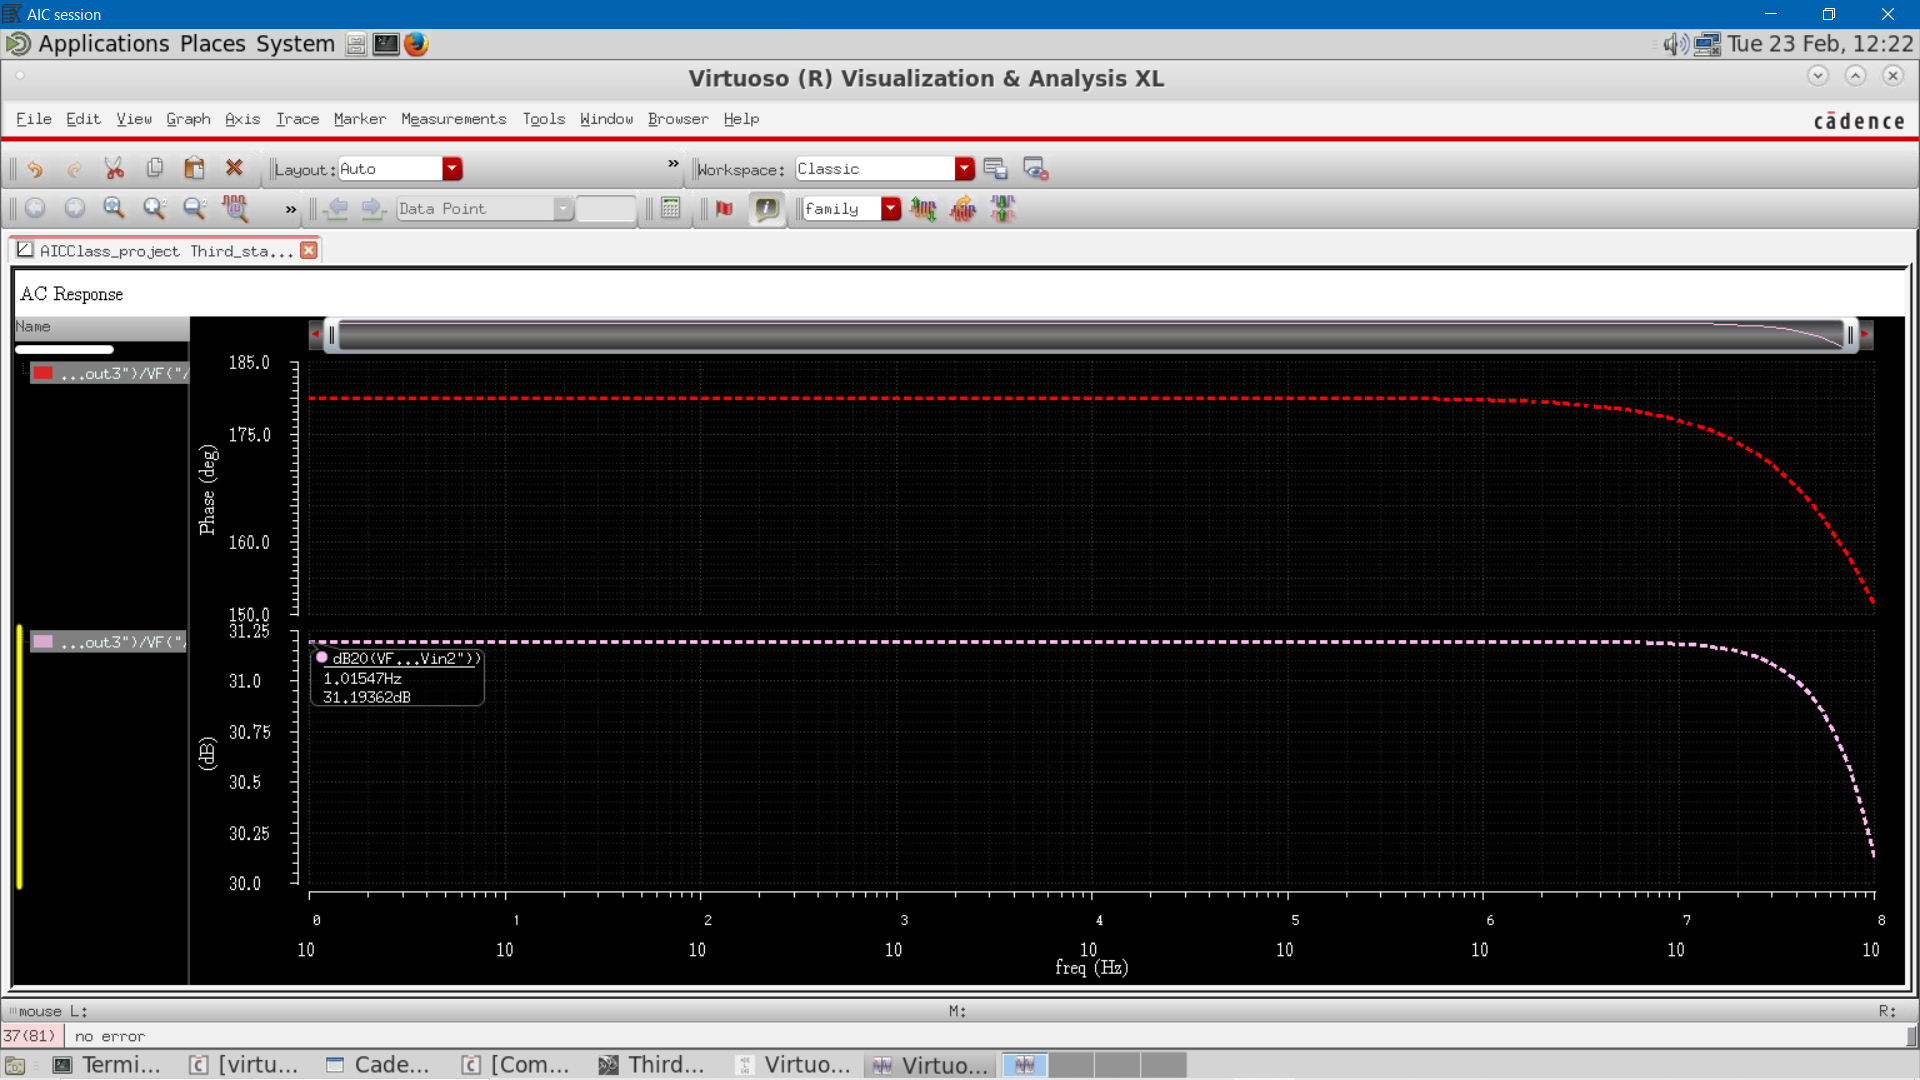 AIC session
Applications Places System
Tue 23 Feb, 12:22
Virtuoso (R) Visualization & Analysis XL
File Edit View Graph Axis Trace Marker Measurements Tools Window Browser Help
cādence
Layout: Auto
»
Workspace: Classic
»
Data Point
family
AICClass_project Third_sta...
AC Response
Name
...out3")/VF("/
...out3")/VF("/
185.0
175.0
160.0
150.0
Phase (deg)
31.25
31.0
30.75
30.5
30.25
30.0
(dB)
dB20(VF...Vin2"))
1.01547Hz
31.19362dB
0 1 2 3 4 5 6 7 8
10 10 10 10 10 10 10 10 10
freq (Hz)
mouse L: M: R:
37(81) no error
Termi... [virtu... Cade... [Com... Third... Virtuo... Virtuo...